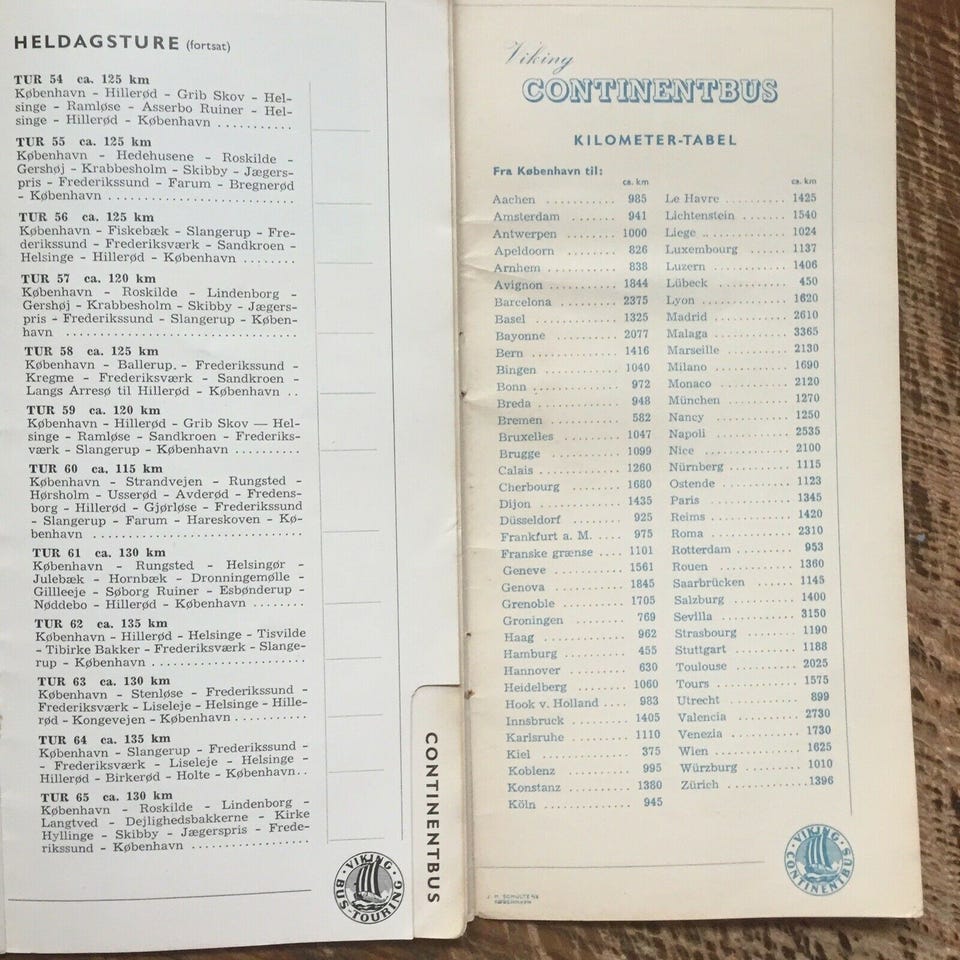 HELDAGSTURE (fortsat)
TUR 54 ca. 125 km
København - Hillerød - Grib Skov - Hel-
singe - Ramløse - Asserbo Ruiner - Hel-
singe - Hillerød - København ...........
TUR 55 ca. 125 km
København - Hedehusene - Roskilde -
Gershøj - Krabbesholm - Skibby - Jægers-
pris - Frederikssund - Farum - Bregnerød
- København ...........................
TUR 56 ca. 125 km
København - Fiskebæk - Slangerup - Fre-
derikssund - Frederiksværk - Sandkroen -
Helsinge - Hillerød - København ........
TUR 57 ca. 120 km
København - Roskilde - Lindenborg -
Gershøj - Krabbesholm - Skibby - Jægers-
pris - Frederikssund - Slangerup - Køben-
havn ..................................
TUR 58 ca. 125 km
København - Ballerup. - Frederikssund -
Kregme - Frederiksværk - Sandkroen -
Langs Arresø til Hillerød - København ..
TUR 59 ca. 120 km
København - Hillerød - Grib Skov — Hel-
singe - Ramløse - Sandkroen - Frederiks-
værk - Slangerup - København ..........
TUR 60 ca. 115 km
København - Strandvejen - Rungsted -
Hørsholm - Usserød - Avderød - Fredens-
borg - Hillerød - Gjørløse - Frederikssund
- Slangerup - Farum - Hareskoven - Kø-
benhavn ...............................
TUR 61 ca. 130 km
København - Rungsted - Helsingør -
Julebæk - Hornbæk - Dronningemølle -
Gillleeje - Søborg Ruiner - Esbønderup -
Nøddebo - Hillerød - København ........
TUR 62 ca. 135 km
København - Hillerød - Helsinge - Tisvilde
- Tibirke Bakker - Frederiksværk - Slange-
rup - København ......................
TUR 63 ca. 130 km
København - Stenløse - Frederikssund -
Frederiksværk - Liseleje - Helsinge - Hille-
rød - Kongevejen - København ..........
TUR 64 ca. 135 km
København - Slangerup - Frederikssund -
- Frederiksværk - Liseleje - Helsinge -
Hillerød - Birkerød - Holte - København..
TUR 65 ca. 130 km
København - Roskilde - Lindenborg -
Langtved - Dejlighedsbakkerne - Kirke
Hyllinge - Skibby - Jægerspris - Frede-
rikssund - København .................
VIKING
BUS-TOURING
CONTINENTBUS
Viking
CONTINENTBUS
KILOMETER-TABEL
Fra København til:
ca. km
Aachen ........... 985
Amsterdam ....... 941
Antwerpen ........ 1000
Apeldoorn ........ 826
Arnhem .......... 838
Avignon .......... 1844
Barcelona ........ 2375
Basel ............ 1325
Bayonne ......... 2077
Bern ............. 1416
Bingen ........... 1040
Bonn ............. 972
Breda ............ 948
Bremen .......... 582
Bruxelles ........ 1047
Brugge .......... 1099
Calais ............ 1260
Cherbourg ....... 1680
Dijon ............ 1435
Düsseldorf ....... 925
Frankfurt a. M. .... 975
Franske grænse .... 1101
Geneve .......... 1561
Genova .......... 1845
Grenoble ......... 1705
Groningen ....... 769
Haag ............ 962
Hamburg ........ 455
Hannover ........ 630
Heidelberg ....... 1060
Hook v. Holland .... 983
Innsbruck ........ 1405
Karlsruhe ........ 1110
Kiel .............. 375
Koblenz .......... 995
Konstanz ......... 1380
Köln ............. 945
ca. km
Le Havre ......... 1425
Lichtenstein ....... 1540
Liege .. .......... 1024
Luxembourg ...... 1137
Luzern ........... 1406
Lübeck .......... 450
Lyon ............. 1620
Madrid ........... 2610
Malaga .......... 3365
Marseille ......... 2130
Milano ........... 1690
Monaco .......... 2120
München ......... 1270
Nancy ........... 1250
Napoli ........... 2535
Nice ............. 2100
Nürnberg ........ 1115
Ostende .......... 1123
Paris ............ 1345
Reims ............ 1420
Roma ............ 2310
Rotterdam ........ 953
Rouen ........... 1360
Saarbrücken ...... 1145
Salzburg ......... 1400
Sevilla ........... 3150
Strasbourg ....... 1190
Stuttgart ......... 1188
Toulouse ......... 2025
Tours ............ 1575
Utrecht .......... 899
Valencia ......... 2730
Venezia .......... 1730
Wien ............. 1625
Würzburg ........ 1010
Zürich ............ 1396
J. H. SCHULTZ A/S
KØBENHAVN
VIKING
CONTINENTBUS